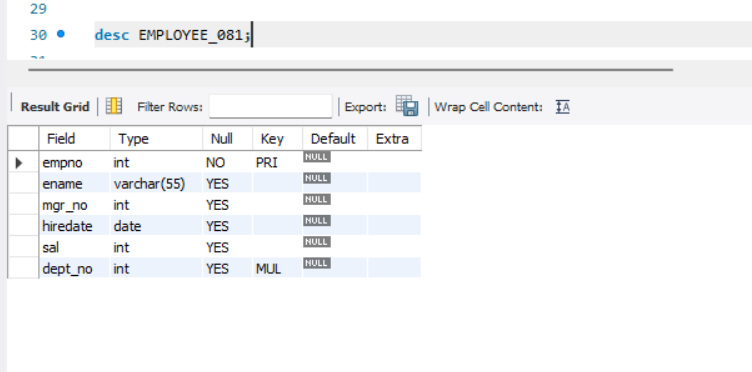 29
30 desc EMPLOYEE_081;
Result Grid Filter Rows: Export: Wrap Cell Content:
Field Type Null Key Default Extra
empno int NO PRI NULL
ename varchar(55) YES NULL
mgr_no int YES NULL
hiredate date YES NULL
sal int YES NULL
dept_no int YES MUL NULL